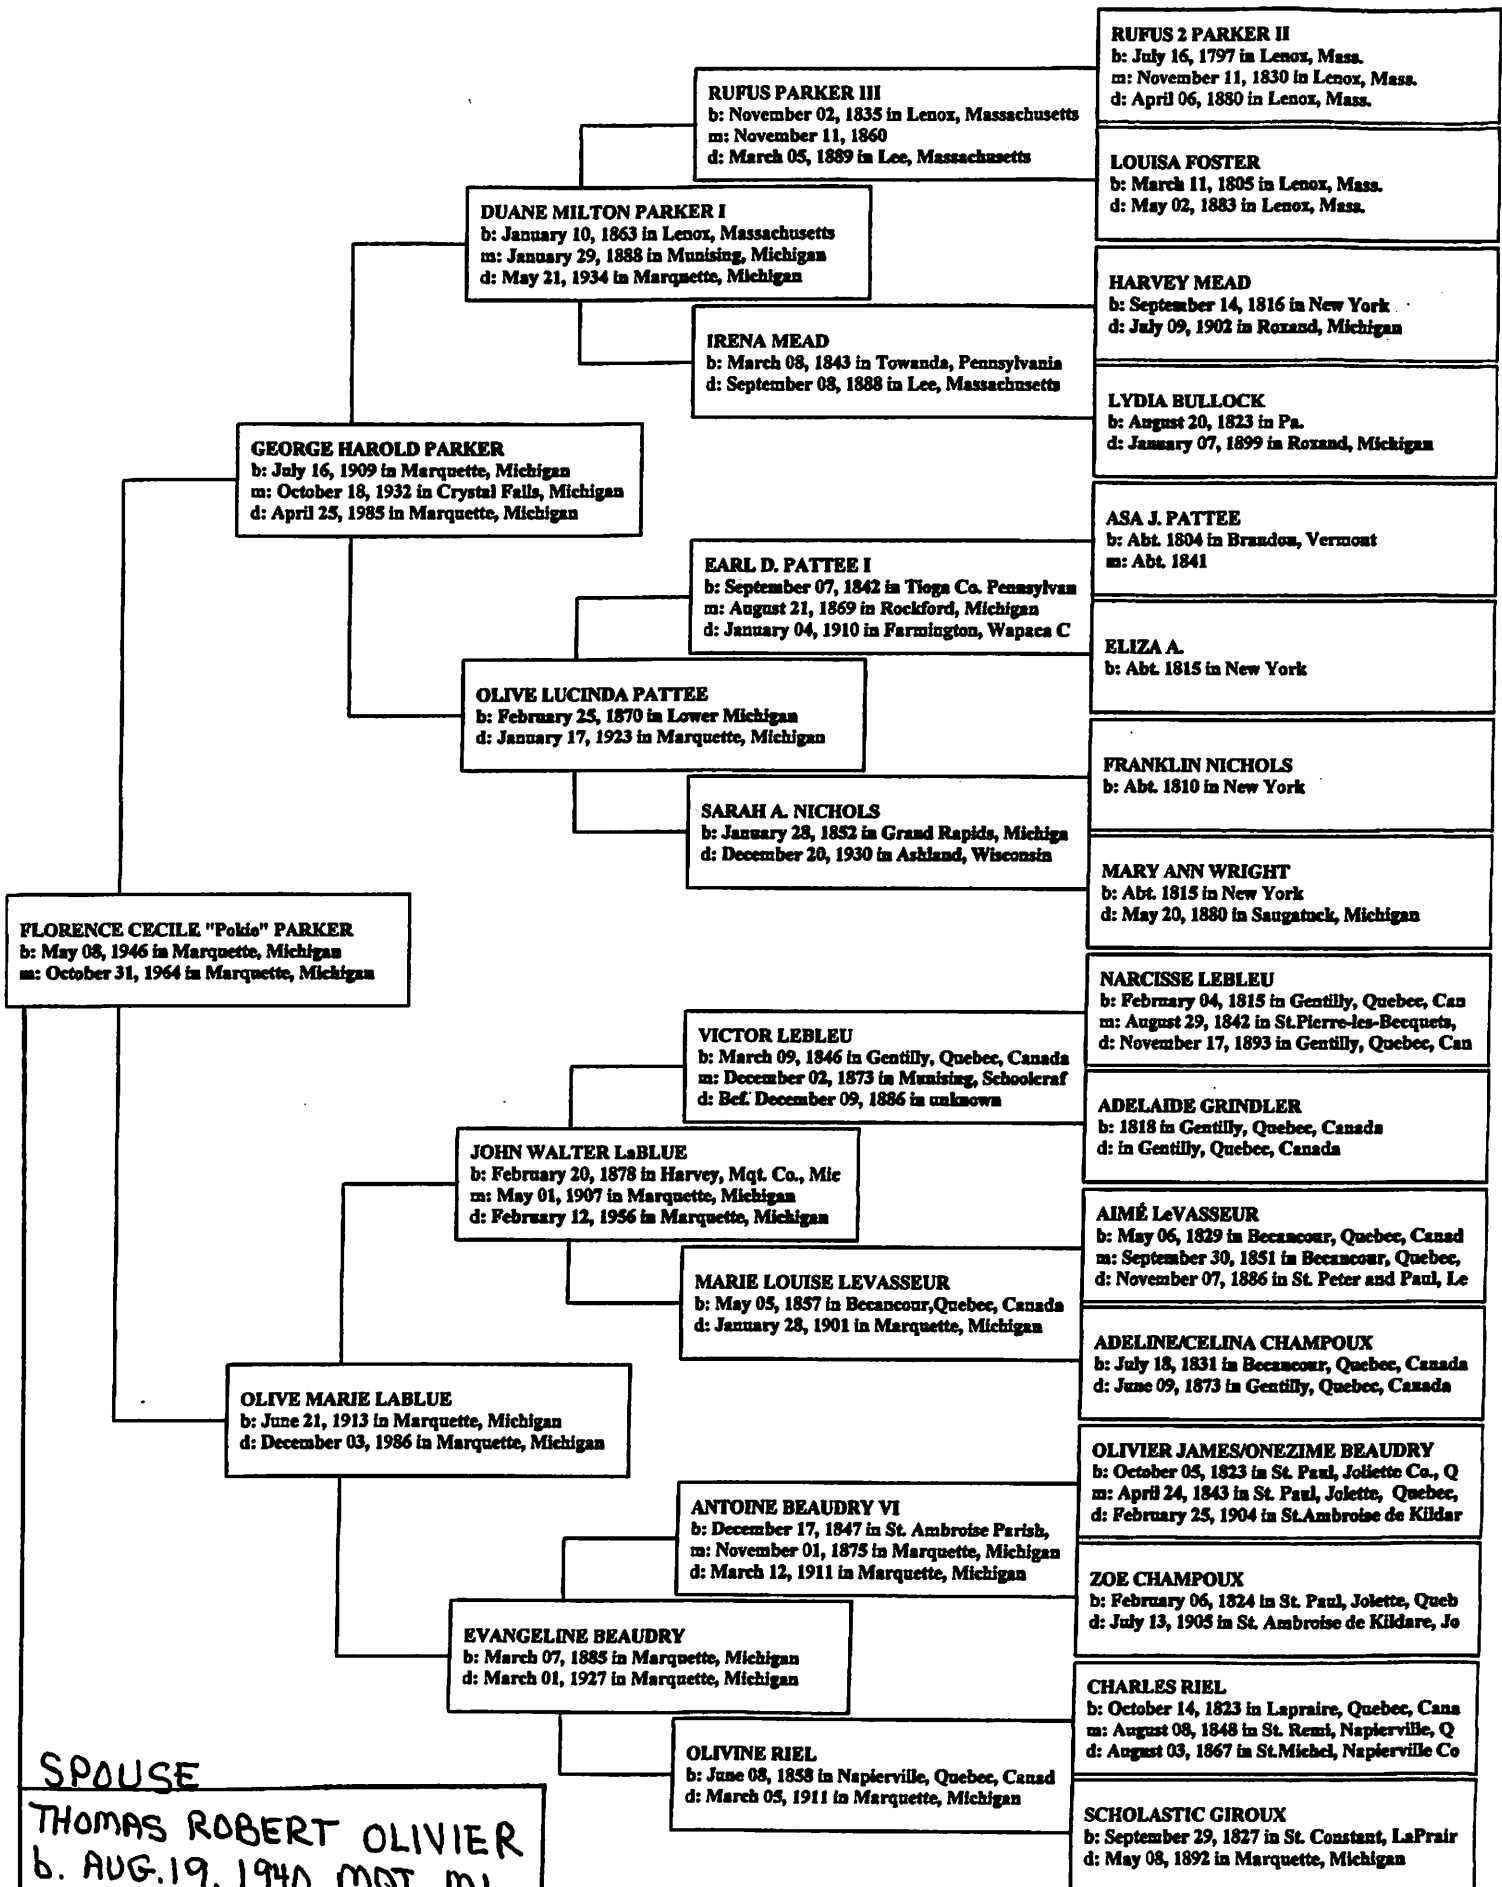 RUFUS 2 PARKER II
b: July 16, 1797 in Lenox, Mass.
m: November 11, 1830 in Lenox, Mass.
d: April 06, 1880 in Lenox, Mass.
RUFUS PARKER III
b: November 02, 1835 in Lenox, Massachusetts
m: November 11, 1860
d: March 05, 1889 in Lee, Massachusetts
LOUISA FOSTER
b: March 11, 1805 in Lenox, Mass.
d: May 02, 1883 in Lenox, Mass.
DUANE MILTON PARKER I
b: January 10, 1863 in Lenox, Massachusetts
m: January 29, 1888 in Munising, Michigan
d: May 21, 1934 in Marquette, Michigan
HARVEY MEAD
b: September 14, 1816 in New York
d: July 09, 1902 in Roxand, Michigan
IRENA MEAD
b: March 08, 1843 in Towanda, Pennsylvania
d: September 08, 1888 in Lee, Massachusetts
LYDIA BULLOCK
b: August 20, 1823 in Pa.
d: January 07, 1899 in Roxand, Michigan
GEORGE HAROLD PARKER
b: July 16, 1909 in Marquette, Michigan
m: October 18, 1932 in Crystal Falls, Michigan
d: April 25, 1985 in Marquette, Michigan
ASA J. PATTEE
b: Abt. 1804 in Brandon, Vermont
m: Abt. 1841
EARL D. PATTEE I
b: September 07, 1842 in Tioga Co. Pennsylvan
m: August 21, 1869 in Rockford, Michigan
d: January 04, 1910 in Farmington, Wapaca C
ELIZA A.
b: Abt. 1815 in New York
OLIVE LUCINDA PATTEE
b: February 25, 1870 in Lower Michigan
d: January 17, 1923 in Marquette, Michigan
FRANKLIN NICHOLS
b: Abt. 1810 in New York
SARAH A. NICHOLS
b: January 28, 1852 in Grand Rapids, Michiga
d: December 20, 1930 in Ashland, Wisconsin
MARY ANN WRIGHT
b: Abt. 1815 in New York
d: May 20, 1880 in Saugatuck, Michigan
FLORENCE CECILE "Pokie" PARKER
b: May 08, 1946 in Marquette, Michigan
m: October 31, 1964 in Marquette, Michigan
NARCISSE LEBLEU
b: February 04, 1815 in Gentilly, Quebec, Can
m: August 29, 1842 in St.Pierre-les-Becquets,
d: November 17, 1893 in Gentilly, Quebec, Can
VICTOR LEBLEU
b: March 09, 1846 in Gentilly, Quebec, Canada
m: December 02, 1873 in Munising, Schoolcraf
d: Bef. December 09, 1886 in unknown
ADELAIDE GRINDLER
b: 1818 in Gentilly, Quebec, Canada
d: in Gentilly, Quebec, Canada
JOHN WALTER LaBLUE
b: February 20, 1878 in Harvey, Mqt. Co., Mic
m: May 01, 1907 in Marquette, Michigan
d: February 12, 1956 in Marquette, Michigan
AIMÉ LeVASSEUR
b: May 06, 1829 in Becancour, Quebec, Canad
m: September 30, 1851 in Becancour, Quebec,
d: November 07, 1886 in St. Peter and Paul, Le
MARIE LOUISE LEVASSEUR
b: May 05, 1857 in Becancour,Quebec, Canada
d: January 28, 1901 in Marquette, Michigan
ADELINE/CELINA CHAMPOUX
b: July 18, 1831 in Becancour, Quebec, Canada
d: June 09, 1873 in Gentilly, Quebec, Canada
OLIVE MARIE LABLUE
b: June 21, 1913 in Marquette, Michigan
d: December 03, 1986 in Marquette, Michigan
OLIVIER JAMES/ONEZIME BEAUDRY
b: October 05, 1823 in St. Paul, Joliette Co., Q
m: April 24, 1843 in St. Paul, Jolette, Quebec,
d: February 25, 1904 in St.Ambroise de Kildar
ANTOINE BEAUDRY VI
b: December 17, 1847 in St. Ambroise Parish,
m: November 01, 1875 in Marquette, Michigan
d: March 12, 1911 in Marquette, Michigan
ZOE CHAMPOUX
b: February 06, 1824 in St. Paul, Jolette, Queb
d: July 13, 1905 in St. Ambroise de Kildare, Jo
EVANGELINE BEAUDRY
b: March 07, 1885 in Marquette, Michigan
d: March 01, 1927 in Marquette, Michigan
CHARLES RIEL
b: October 14, 1823 in Lapraire, Quebec, Cana
m: August 08, 1848 in St. Remi, Napierville, Q
d: August 03, 1867 in St.Michel, Napierville Co
OLIVINE RIEL
b: June 08, 1858 in Napierville, Quebec, Canad
d: March 05, 1911 in Marquette, Michigan
SCHOLASTIC GIROUX
b: September 29, 1827 in St. Constant, LaPrair
d: May 08, 1892 in Marquette, Michigan
SPOUSE
THOMAS ROBERT OLIVIER
b. AUG. 19, 1940 MQT. MI